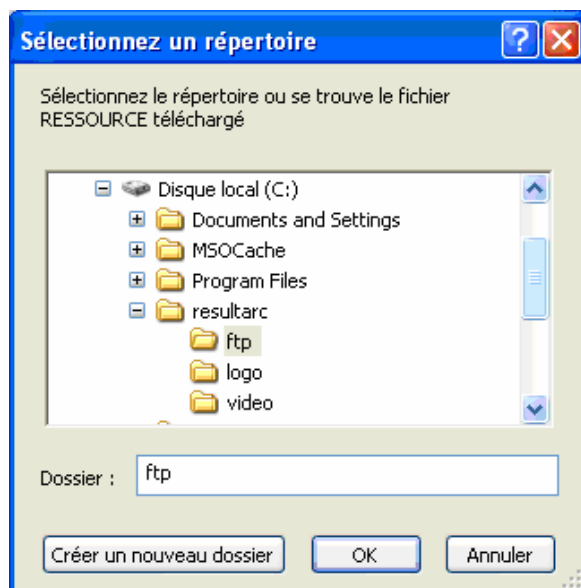 Sélectionnez un répertoire
Sélectionnez le répertoire ou se trouve le fichier
RESSOURCE téléchargé
Disque local (C:)
Documents and Settings
MSOCache
Program Files
resultarc
ftp
logo
video
Dossier : ftp
Créer un nouveau dossier OK Annuler